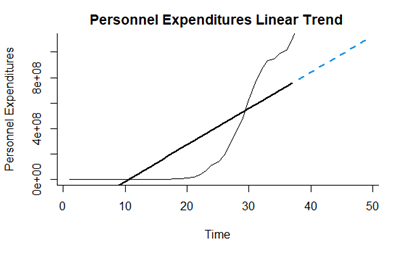 Personnel Expenditures Linear Trend
Personnel Expenditures
8e+08
4e+08
0e+00
0 10 20 30 40 50
Time